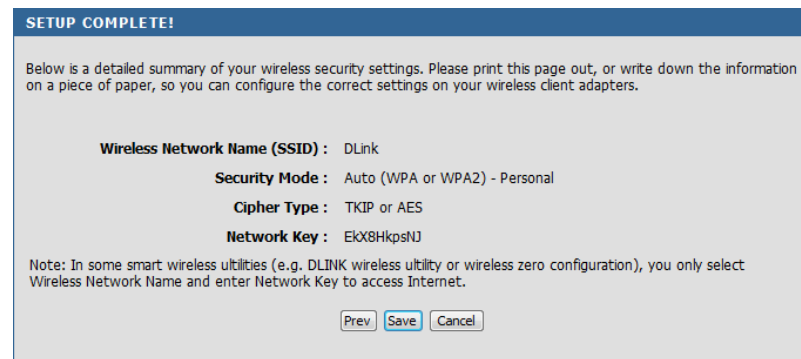 SETUP COMPLETE!
Below is a detailed summary of your wireless security settings. Please print this page out, or write down the information
on a piece of paper, so you can configure the correct settings on your wireless client adapters.
Wireless Network Name (SSID) : DLink
Security Mode : Auto (WPA or WPA2) - Personal
Cipher Type : TKIP or AES
Network Key : EkX8HkpsNJ
Note: In some smart wireless ultilities (e.g. DLINK wireless ultility or wireless zero configuration), you only select
Wireless Network Name and enter Network Key to access Internet.
Prev Save Cancel